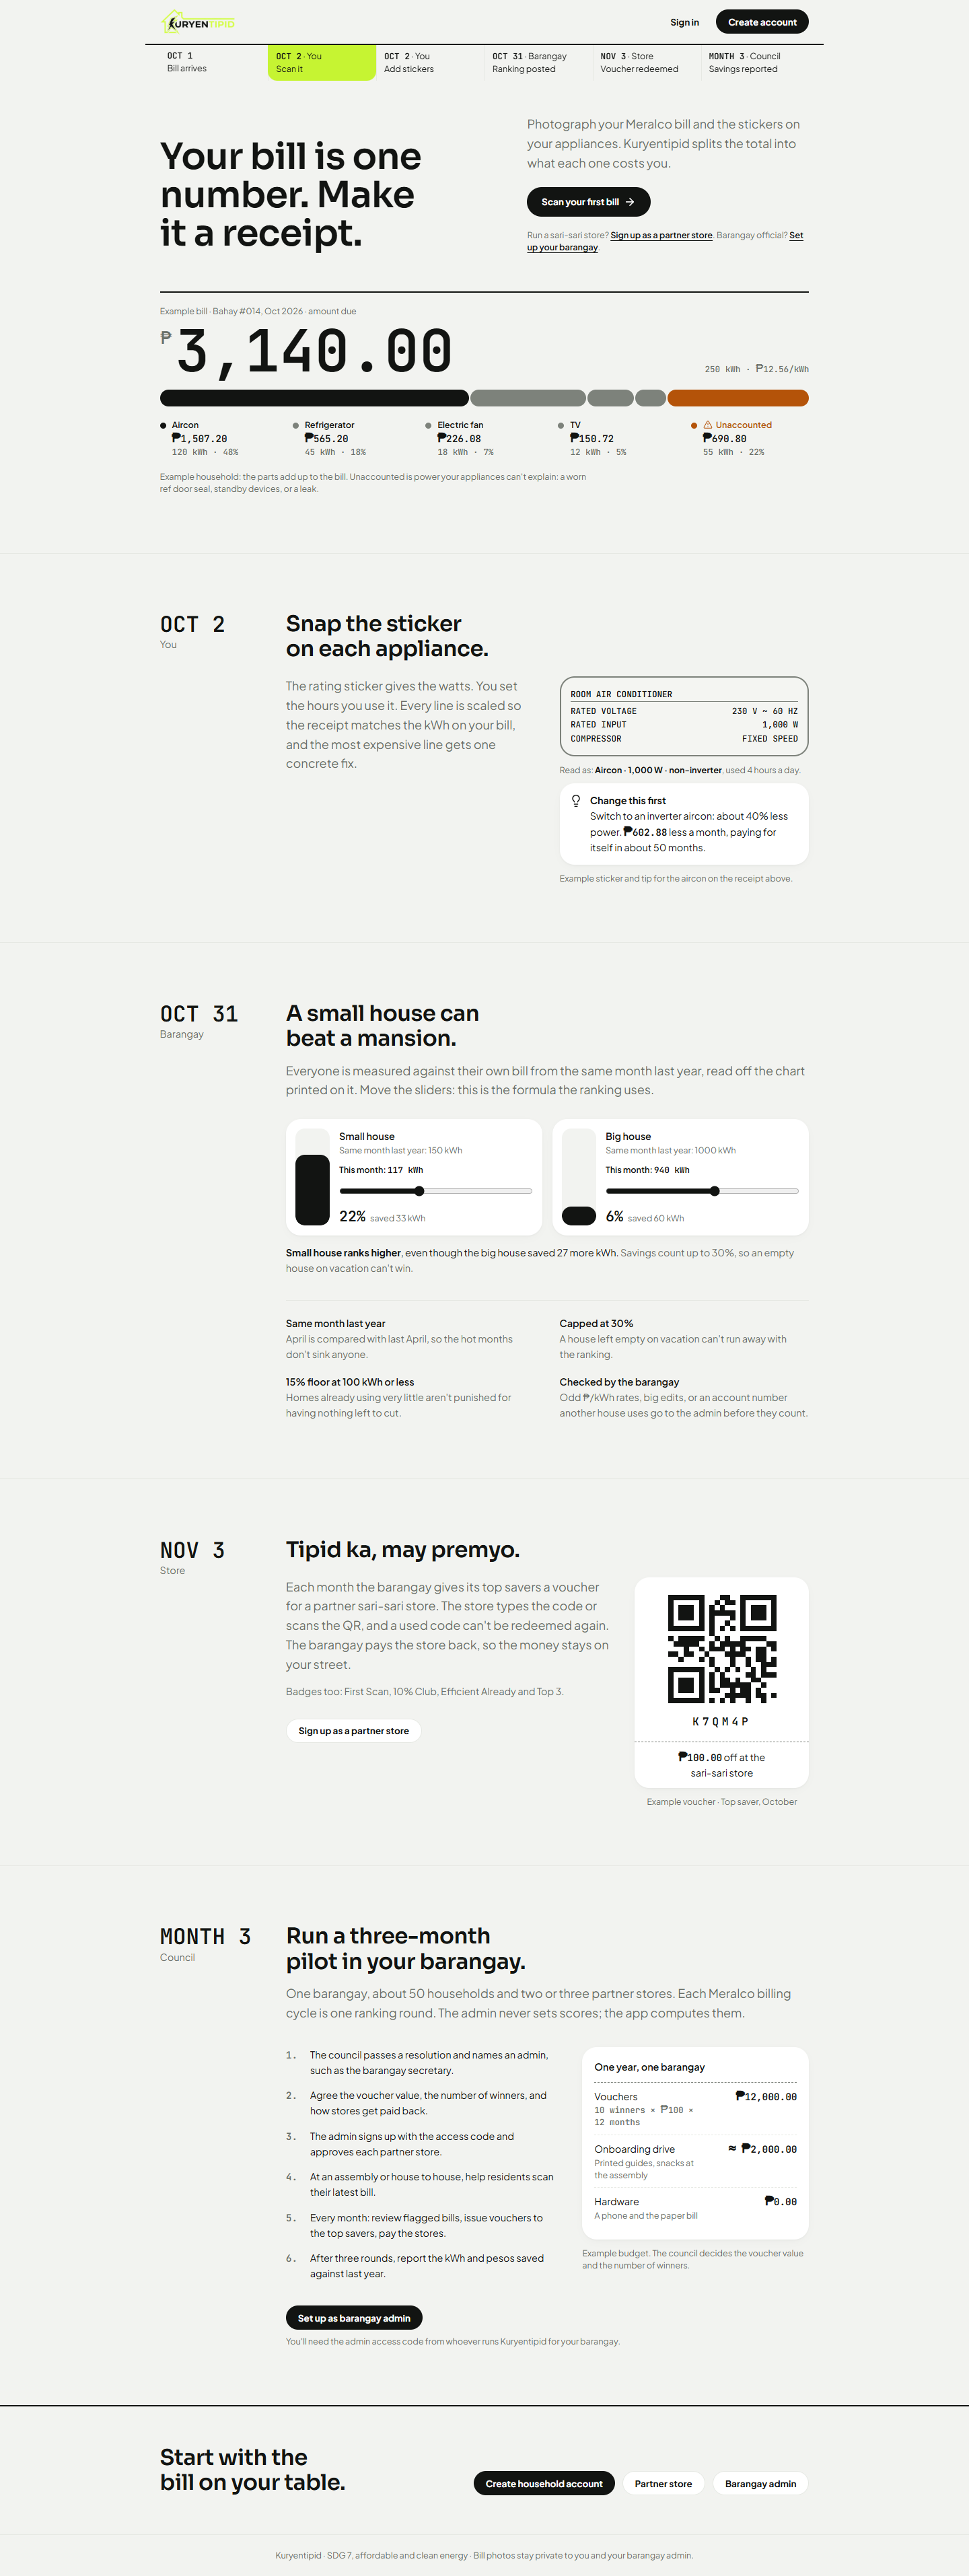 KURYENTIPID
Sign in
Create account
OCT 1
Bill arrives
OCT 2 · You
Scan it
OCT 2 · You
Add stickers
OCT 31 · Barangay
Ranking posted
NOV 3 · Store
Voucher redeemed
MONTH 3 · Council
Savings reported
Your bill is one
number. Make
it a receipt.
Photograph your Meralco bill and the stickers on
your appliances. Kuryentipid splits the total into
what each one costs you.
Scan your first bill →
Run a sari-sari store? Sign up as a partner store. Barangay official? Set
up your barangay.
Example bill · Bahay #014, Oct 2026 · amount due
₱3,140.00
250 kWh · ₱12.56/kWh
Aircon
₱1,507.20
120 kWh · 48%
Refrigerator
₱565.20
45 kWh · 18%
Electric fan
₱226.08
18 kWh · 7%
TV
₱150.72
12 kWh · 5%
Unaccounted
₱690.80
55 kWh · 22%
Example household: the parts add up to the bill. Unaccounted is power your appliances can't explain: a worn
ref door seal, standby devices, or a leak.
OCT 2
You
Snap the sticker
on each appliance.
The rating sticker gives the watts. You set
the hours you use it. Every line is scaled so
the receipt matches the kWh on your bill,
and the most expensive line gets one
concrete fix.
ROOM AIR CONDITIONER
RATED VOLTAGE 230 V ~ 60 HZ
RATED INPUT 1,000 W
COMPRESSOR FIXED SPEED
Read as: Aircon · 1,000 W · non-inverter, used 4 hours a day.
Change this first
Switch to an inverter aircon: about 40% less
power. ₱602.88 less a month, paying for
itself in about 50 months.
Example sticker and tip for the aircon on the receipt above.
OCT 31
Barangay
A small house can
beat a mansion.
Everyone is measured against their own bill from the same month last year, read off the chart
printed on it. Move the sliders: this is the formula the ranking uses.
Small house
Same month last year: 150 kWh
This month: 117 kWh
22% saved 33 kWh
Big house
Same month last year: 1000 kWh
This month: 940 kWh
6% saved 60 kWh
Small house ranks higher, even though the big house saved 27 more kWh. Savings count up to 30%, so an empty
house on vacation can't win.
Same month last year
April is compared with last April, so the hot months
don't sink anyone.
Capped at 30%
A house left empty on vacation can't run away with
the ranking.
15% floor at 100 kWh or less
Homes already using very little aren't punished for
having nothing left to cut.
Checked by the barangay
Odd ₱/kWh rates, big edits, or an account number
another house uses go to the admin before they count.
NOV 3
Store
Tipid ka, may premyo.
Each month the barangay gives its top savers a voucher
for a partner sari-sari store. The store types the code or
scans the QR, and a used code can't be redeemed again.
The barangay pays the store back, so the money stays on
your street.
Badges too: First Scan, 10% Club, Efficient Already and Top 3.
Sign up as a partner store
K7QM4P
₱100.00 off at the
sari-sari store
Example voucher · Top saver, October
MONTH 3
Council
Run a three-month
pilot in your barangay.
One barangay, about 50 households and two or three partner stores. Each Meralco billing
cycle is one ranking round. The admin never sets scores; the app computes them.
1. The council passes a resolution and names an admin,
such as the barangay secretary.
2. Agree the voucher value, the number of winners, and
how stores get paid back.
3. The admin signs up with the access code and
approves each partner store.
4. At an assembly or house to house, help residents scan
their latest bill.
5. Every month: review flagged bills, issue vouchers to
the top savers, pay the stores.
6. After three rounds, report the kWh and pesos saved
against last year.
One year, one barangay
Vouchers ₱12,000.00
10 winners × ₱100 ×
12 months
Onboarding drive ≈ ₱2,000.00
Printed guides, snacks at
the assembly
Hardware ₱0.00
A phone and the paper bill
Example budget. The council decides the voucher value
and the number of winners.
Set up as barangay admin
You'll need the admin access code from whoever runs Kuryentipid for your barangay.
Start with the
bill on your table.
Create household account
Partner store
Barangay admin
Kuryentipid · SDG 7, affordable and clean energy · Bill photos stay private to you and your barangay admin.